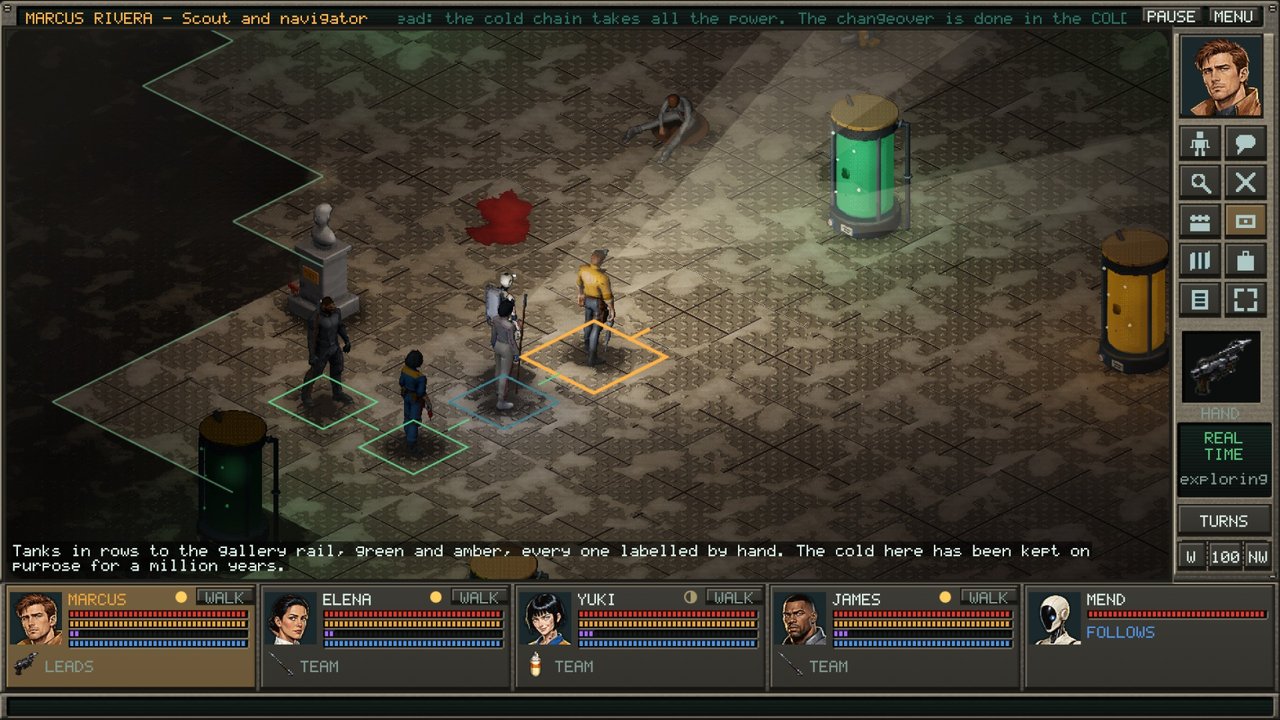 MARCUS RIVERA - Scout and navigator
ead: the cold chain takes all the power. The changeover is done in the COLD
PAUSE
MENU
HAND
REAL
TIME
exploring
TURNS
W
100
NW
Tanks in rows to the gallery rail, green and amber, every one labelled by hand. The cold here has been kept on
purpose for a million years.
MARCUS
WALK
LEADS
ELENA
WALK
TEAM
YUKI
WALK
TEAM
JAMES
WALK
TEAM
MEND
FOLLOWS